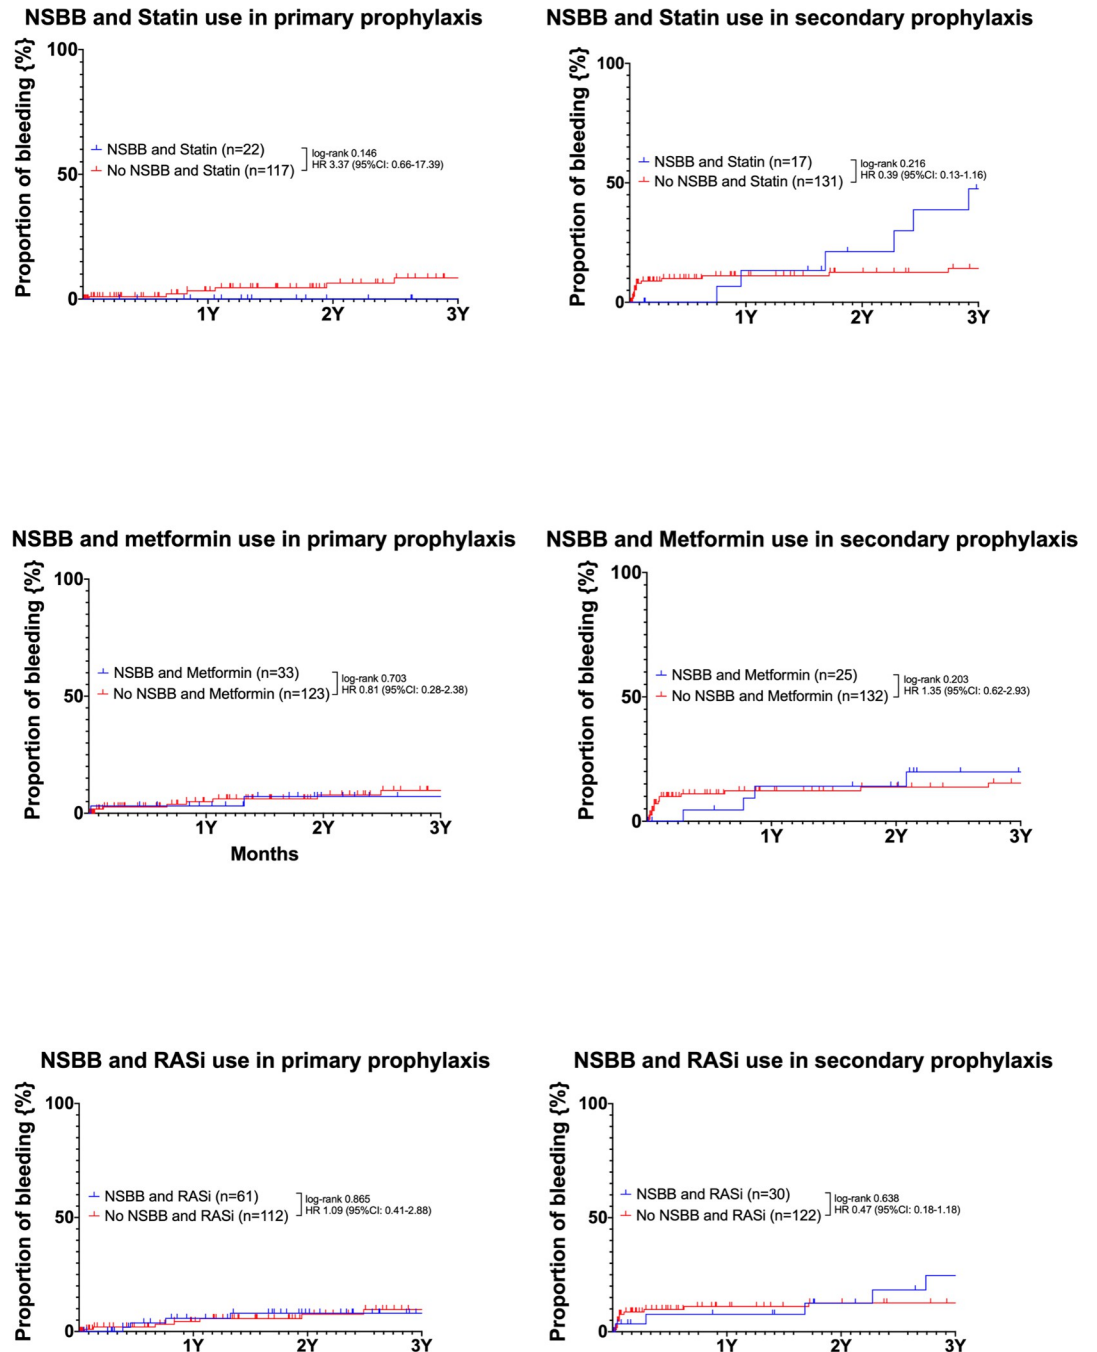 NSBB and Statin use in primary prophylaxis
Proportion of bleeding {%}
100
50
0
NSBB and Statin (n=22)
No NSBB and Statin (n=117)
log-rank 0.146
HR 3.37 (95%CI: 0.66-17.39)
1Y 2Y 3Y
NSBB and Statin use in secondary prophylaxis
Proportion of bleeding {%}
100
50
0
NSBB and Statin (n=17)
No NSBB and Statin (n=131)
log-rank 0.216
HR 0.39 (95%CI: 0.13-1.16)
1Y 2Y 3Y
NSBB and metformin use in primary prophylaxis
Proportion of bleeding {%}
100
50
0
NSBB and Metformin (n=33)
No NSBB and Metformin (n=123)
log-rank 0.703
HR 0.81 (95%CI: 0.28-2.38)
1Y 2Y 3Y
Months
NSBB and Metformin use in secondary prophylaxis
Proportion of bleeding {%}
100
50
0
NSBB and Metformin (n=25)
No NSBB and Metformin (n=132)
log-rank 0.203
HR 1.35 (95%CI: 0.62-2.93)
1Y 2Y 3Y
NSBB and RASi use in primary prophylaxis
Proportion of bleeding {%}
100
50
0
NSBB and RASi (n=61)
No NSBB and RASi (n=112)
log-rank 0.865
HR 1.09 (95%CI: 0.41-2.88)
1Y 2Y 3Y
NSBB and RASi use in secondary prophylaxis
Proportion of bleeding {%}
100
50
0
NSBB and RASi (n=30)
No NSBB and RASi (n=122)
log-rank 0.638
HR 0.47 (95%CI: 0.18-1.18)
1Y 2Y 3Y